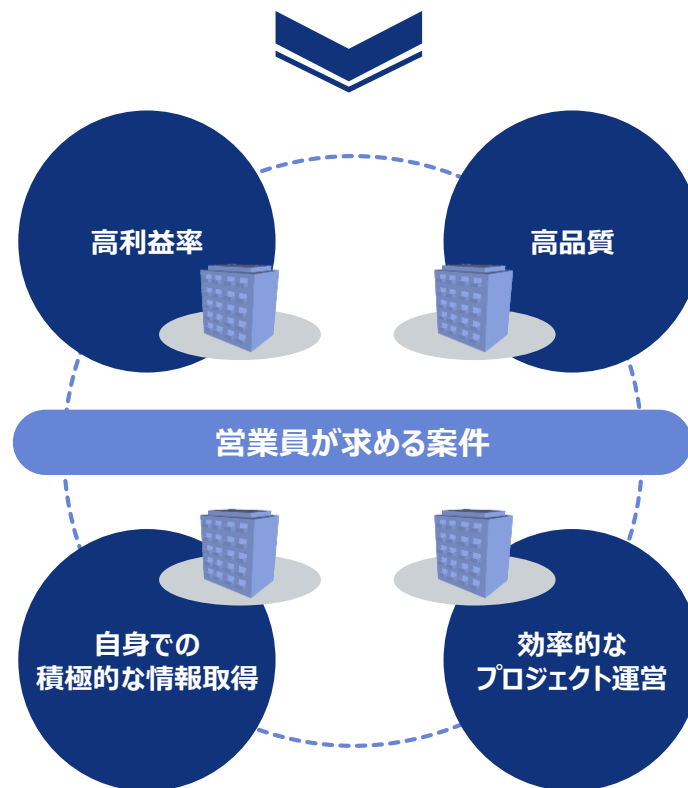 高利益率
高品質
営業員が求める案件
自身での
積極的な情報取得
効率的な
プロジェクト運営